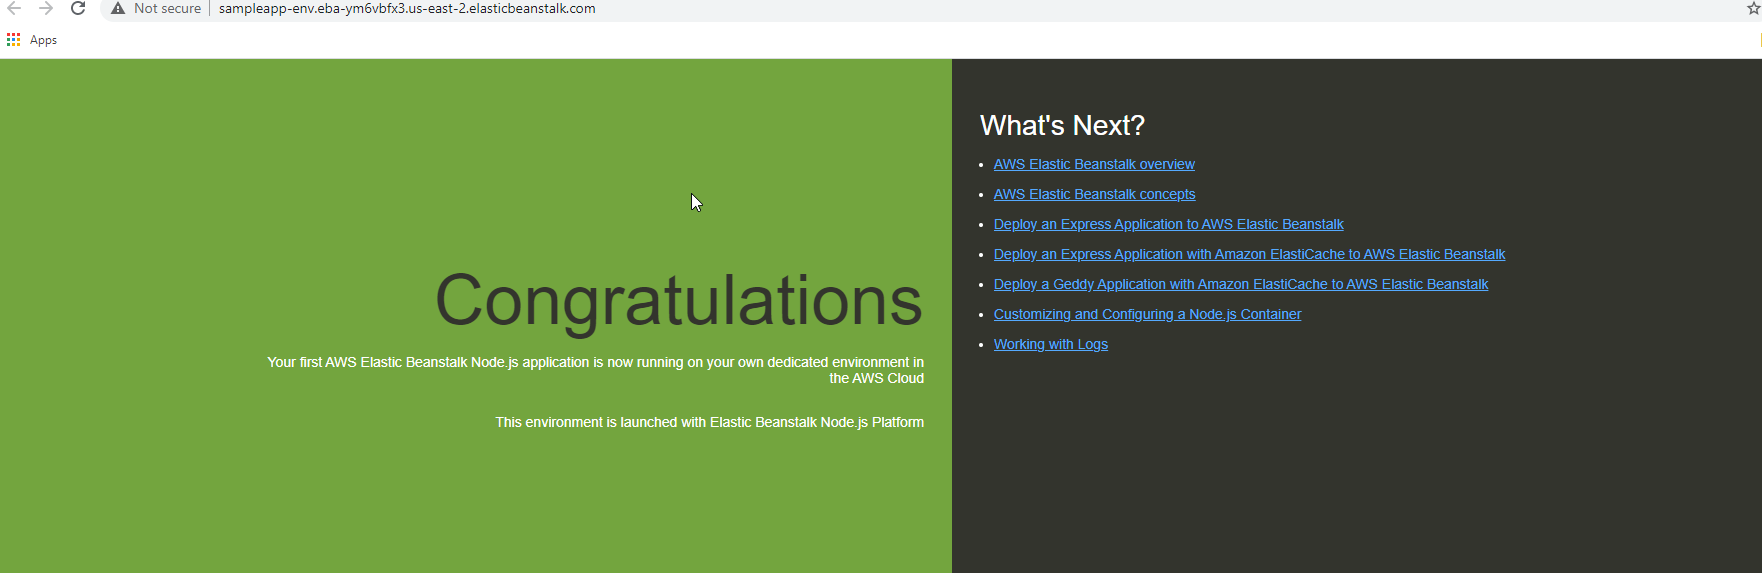 Not secure
sampleapp-env.eba-ym6vbfx3.us-east-2.elasticbeanstalk.com
Apps
Congratulations
Your first AWS Elastic Beanstalk Node.js application is now running on your own dedicated environment in
the AWS Cloud
This environment is launched with Elastic Beanstalk Node.js Platform
What's Next?
AWS Elastic Beanstalk overview
AWS Elastic Beanstalk concepts
Deploy an Express Application to AWS Elastic Beanstalk
Deploy an Express Application with Amazon ElastiCache to AWS Elastic Beanstalk
Deploy a Geddy Application with Amazon ElastiCache to AWS Elastic Beanstalk
Customizing and Configuring a Node.js Container
Working with Logs